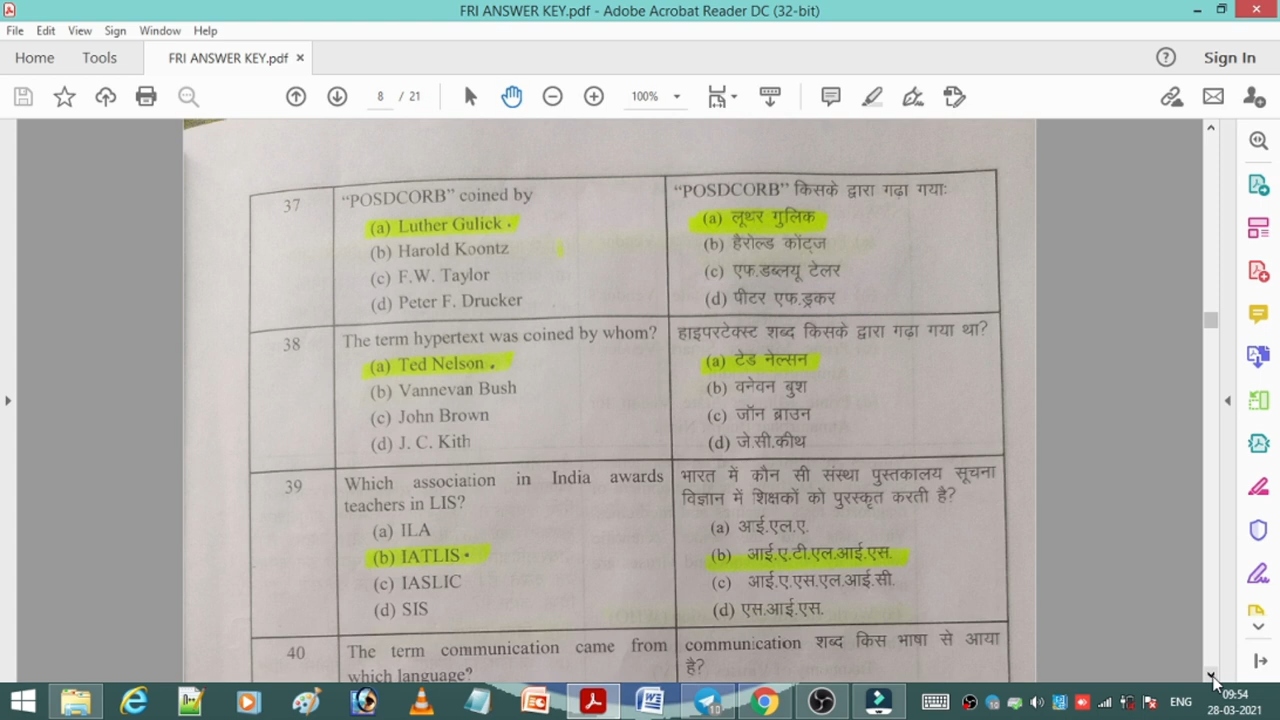 FRI ANSWER KEY.pdf - Adobe Acrobat Reader DC (32-bit)
File Edit View Sign Window Help
Home Tools FRI ANSWER KEY.pdf × Sign In
8 / 21 100%
37
"POSDCORB" coined by
(a) Luther Gulick
(b) Harold Koontz
(c) F.W. Taylor
(d) Peter F. Drucker
"POSDCORB" किसके द्वारा गढ़ा गयाः
(a) लूथर गुलिक
(b) हैरोल्ड कोंट्ज
(c) एफ.डब्लयू टेलर
(d) पीटर एफ.ड्रकर
38
The term hypertext was coined by whom?
(a) Ted Nelson
(b) Vannevan Bush
(c) John Brown
(d) J. C. Kith
हाइपरटेक्स्ट शब्द किसके द्वारा गढा गया था?
(a) टेड नेल्सन
(b) वनेवन बुश
(c) जॉन ब्राउन
(d) जे.सी.कीथ
39
Which association in India awards
teachers in LIS?
(a) ILA
(b) IATLIS
(c) IASLIC
(d) SIS
भारत में कौन सी संस्था पुस्तकालय सूचना
विज्ञान में शिक्षकों को पुरस्कृत करती है?
(a) आई.एल.ए.
(b) आई.ए.टी.एल.आई.एस.
(c) आई.ए.एस.एल.आई.सी.
(d) एस.आई.एस.
40
The term communication came from
which language?
communication शब्द किस भाषा से आया
है?
ENG
09:54
28-03-2021